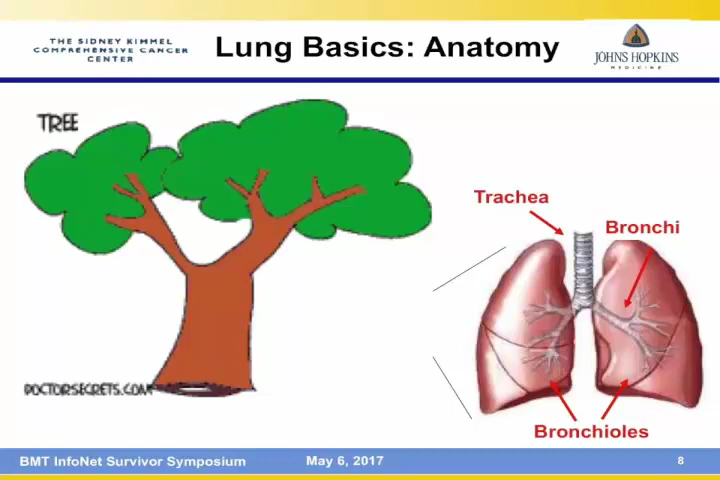 THE SIDNEY KIMMEL
COMPREHENSIVE CANCER
CENTER
Lung Basics: Anatomy
JOHNS HOPKINS
MEDICINE
TREE
Trachea
Bronchi
DOCTORSECRETS.COM
Bronchioles
BMT InfoNet Survivor Symposium
May 6, 2017
8